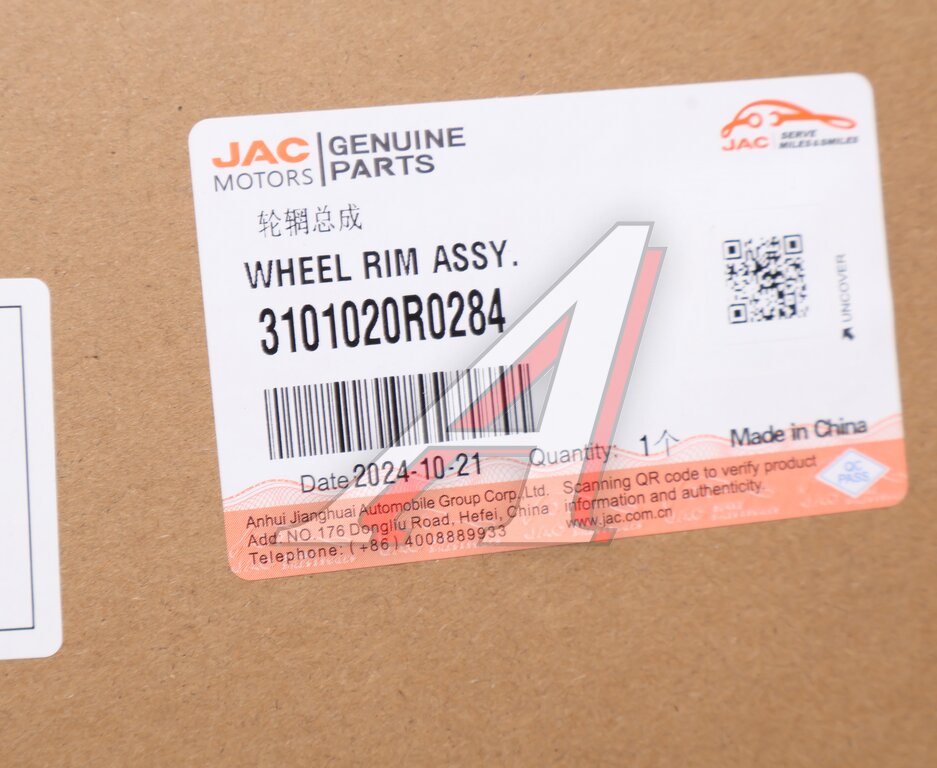 JAC MOTORS
GENUINE PARTS
JAC
SERVE
MILES & SMILES
轮辋总成
WHEEL RIM ASSY.
3101020R0284
UNCOVER
Date 2024-10-21
Quantity: 1个
Made in China
Anhui Jianghuai Automobile Group Corp.,Ltd.
Add: NO.176 Dongliu Road, Hefei, China
Telephone: (+86) 4008889933
Scanning QR code to verify product
information and authenticity.
www.jac.com.cn
QC
PASS